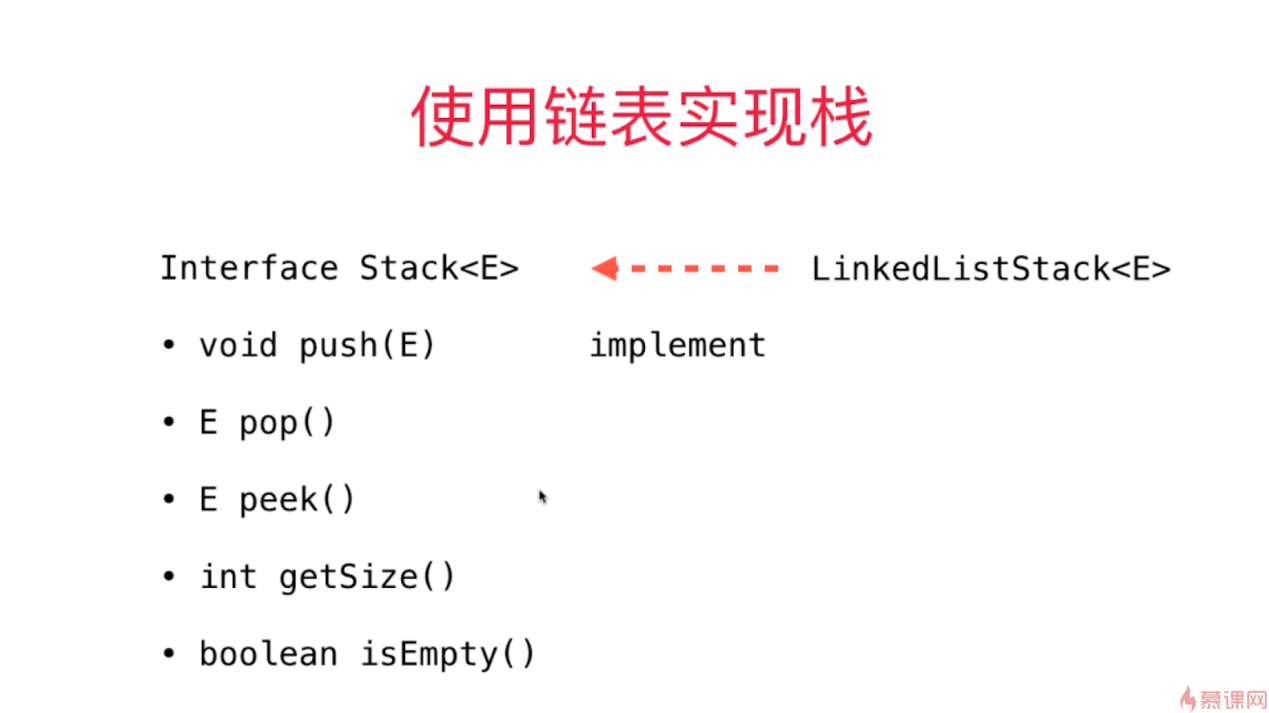 使用链表实现栈
Interface Stack<E>
LinkedListStack<E>
• void push(E)
implement
• E pop()
• E peek()
• int getSize()
• boolean isEmpty()
慕课网